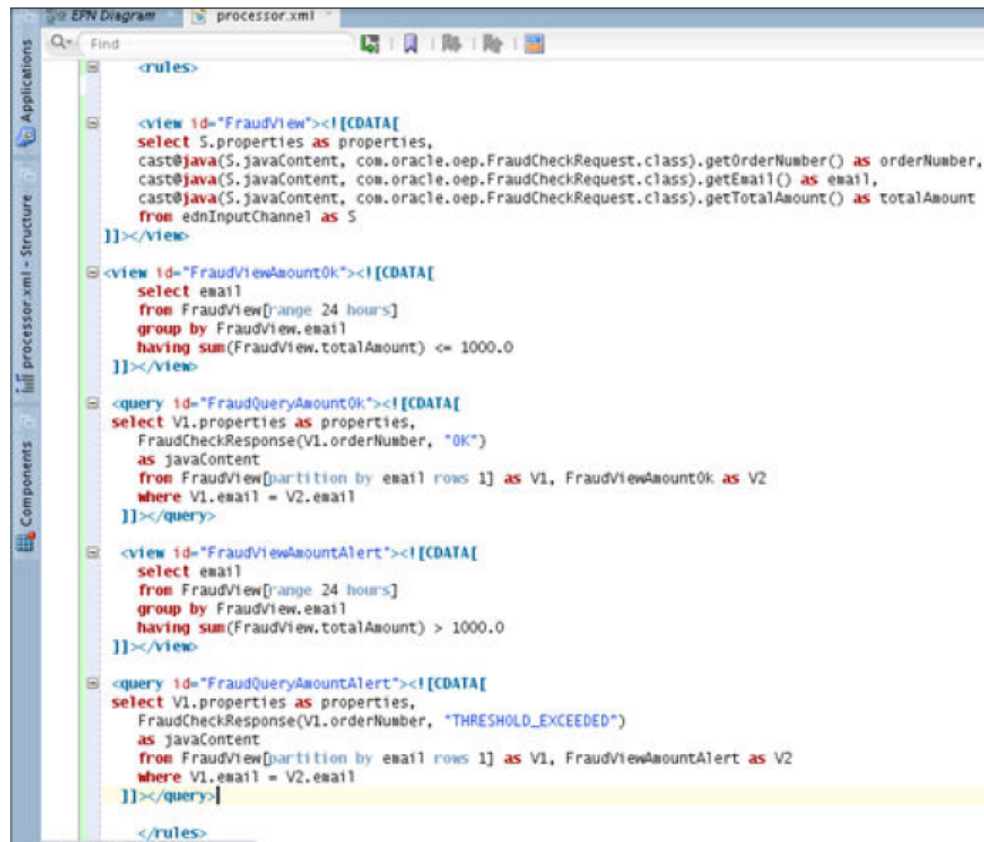 EPN Diagram
processor.xml
Find
Applications
processor.xml - Structure
Components
<rules>
<view id="FraudView"><![CDATA[
select S.properties as properties,
cast@java(S.javaContent, com.oracle.oep.FraudCheckRequest.class).getOrderNumber() as orderNumber,
cast@java(S.javaContent, com.oracle.oep.FraudCheckRequest.class).getEmail() as email,
cast@java(S.javaContent, com.oracle.oep.FraudCheckRequest.class).getTotalAmount() as totalAmount
from ednInputChannel as S
]]></view>
<view id="FraudViewAmountOk"><![CDATA[
select email
from FraudView[range 24 hours]
group by FraudView.email
having sum(FraudView.totalAmount) <= 1000.0
]]></view>
<query id="FraudQueryAmountOk"><![CDATA[
select V1.properties as properties,
FraudCheckResponse(V1.orderNumber, "OK")
as javaContent
from FraudView[partition by email rows 1] as V1, FraudViewAmountOk as V2
where V1.email = V2.email
]]></query>
<view id="FraudViewAmountAlert"><![CDATA[
select email
from FraudView[range 24 hours]
group by FraudView.email
having sum(FraudView.totalAmount) > 1000.0
]]></view>
<query id="FraudQueryAmountAlert"><![CDATA[
select V1.properties as properties,
FraudCheckResponse(V1.orderNumber, "THRESHOLD_EXCEEDED")
as javaContent
from FraudView[partition by email rows 1] as V1, FraudViewAmountAlert as V2
where V1.email = V2.email
]]></query>
</rules>